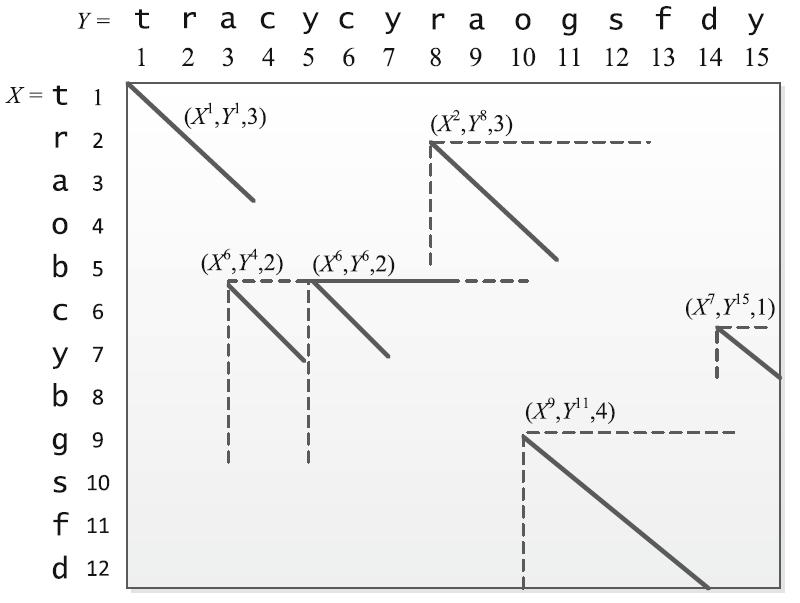 Y = t r a c y c y r a o g s f d y
1 2 3 4 5 6 7 8 9 10 11 12 13 14 15
X = t 1
(X¹,Y¹,3)
(X²,Y⁸,3)
r 2
a 3
o 4
b 5
(X⁶,Y⁴,2) (X⁶,Y⁶,2)
c 6
(X⁷,Y¹⁵,1)
y 7
b 8
(X⁹,Y¹¹,4)
g 9
s 10
f 11
d 12